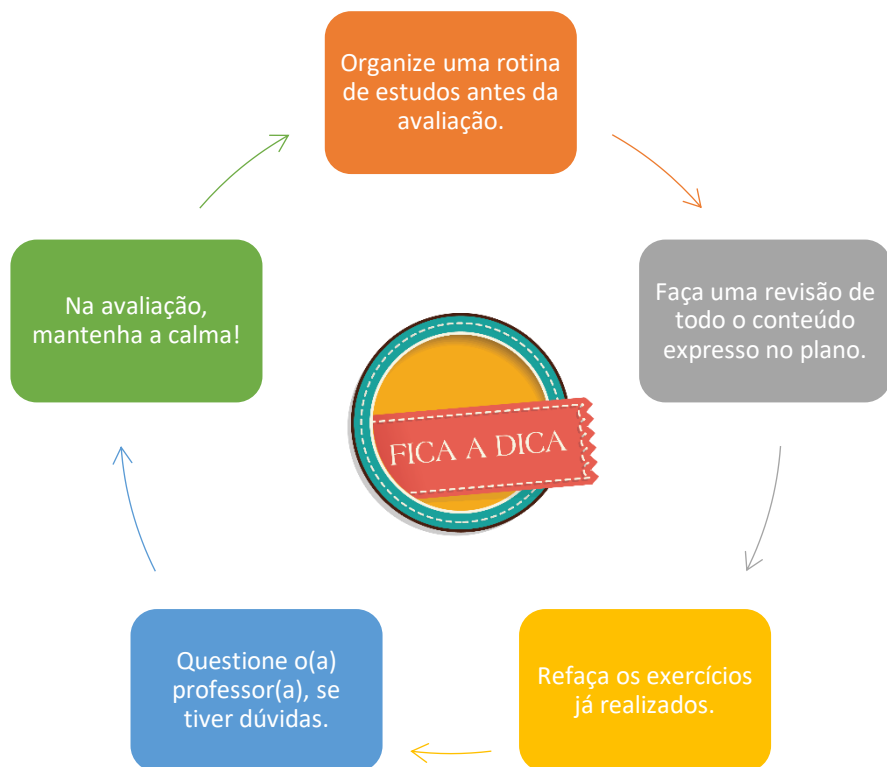 Organize uma rotina
de estudos antes da
avaliação.
Faça uma revisão de
todo o conteúdo
expresso no plano.
Refaça os exercícios
já realizados.
Questione o(a)
professor(a), se
tiver dúvidas.
Na avaliação,
mantenha a calma!
FICA A DICA